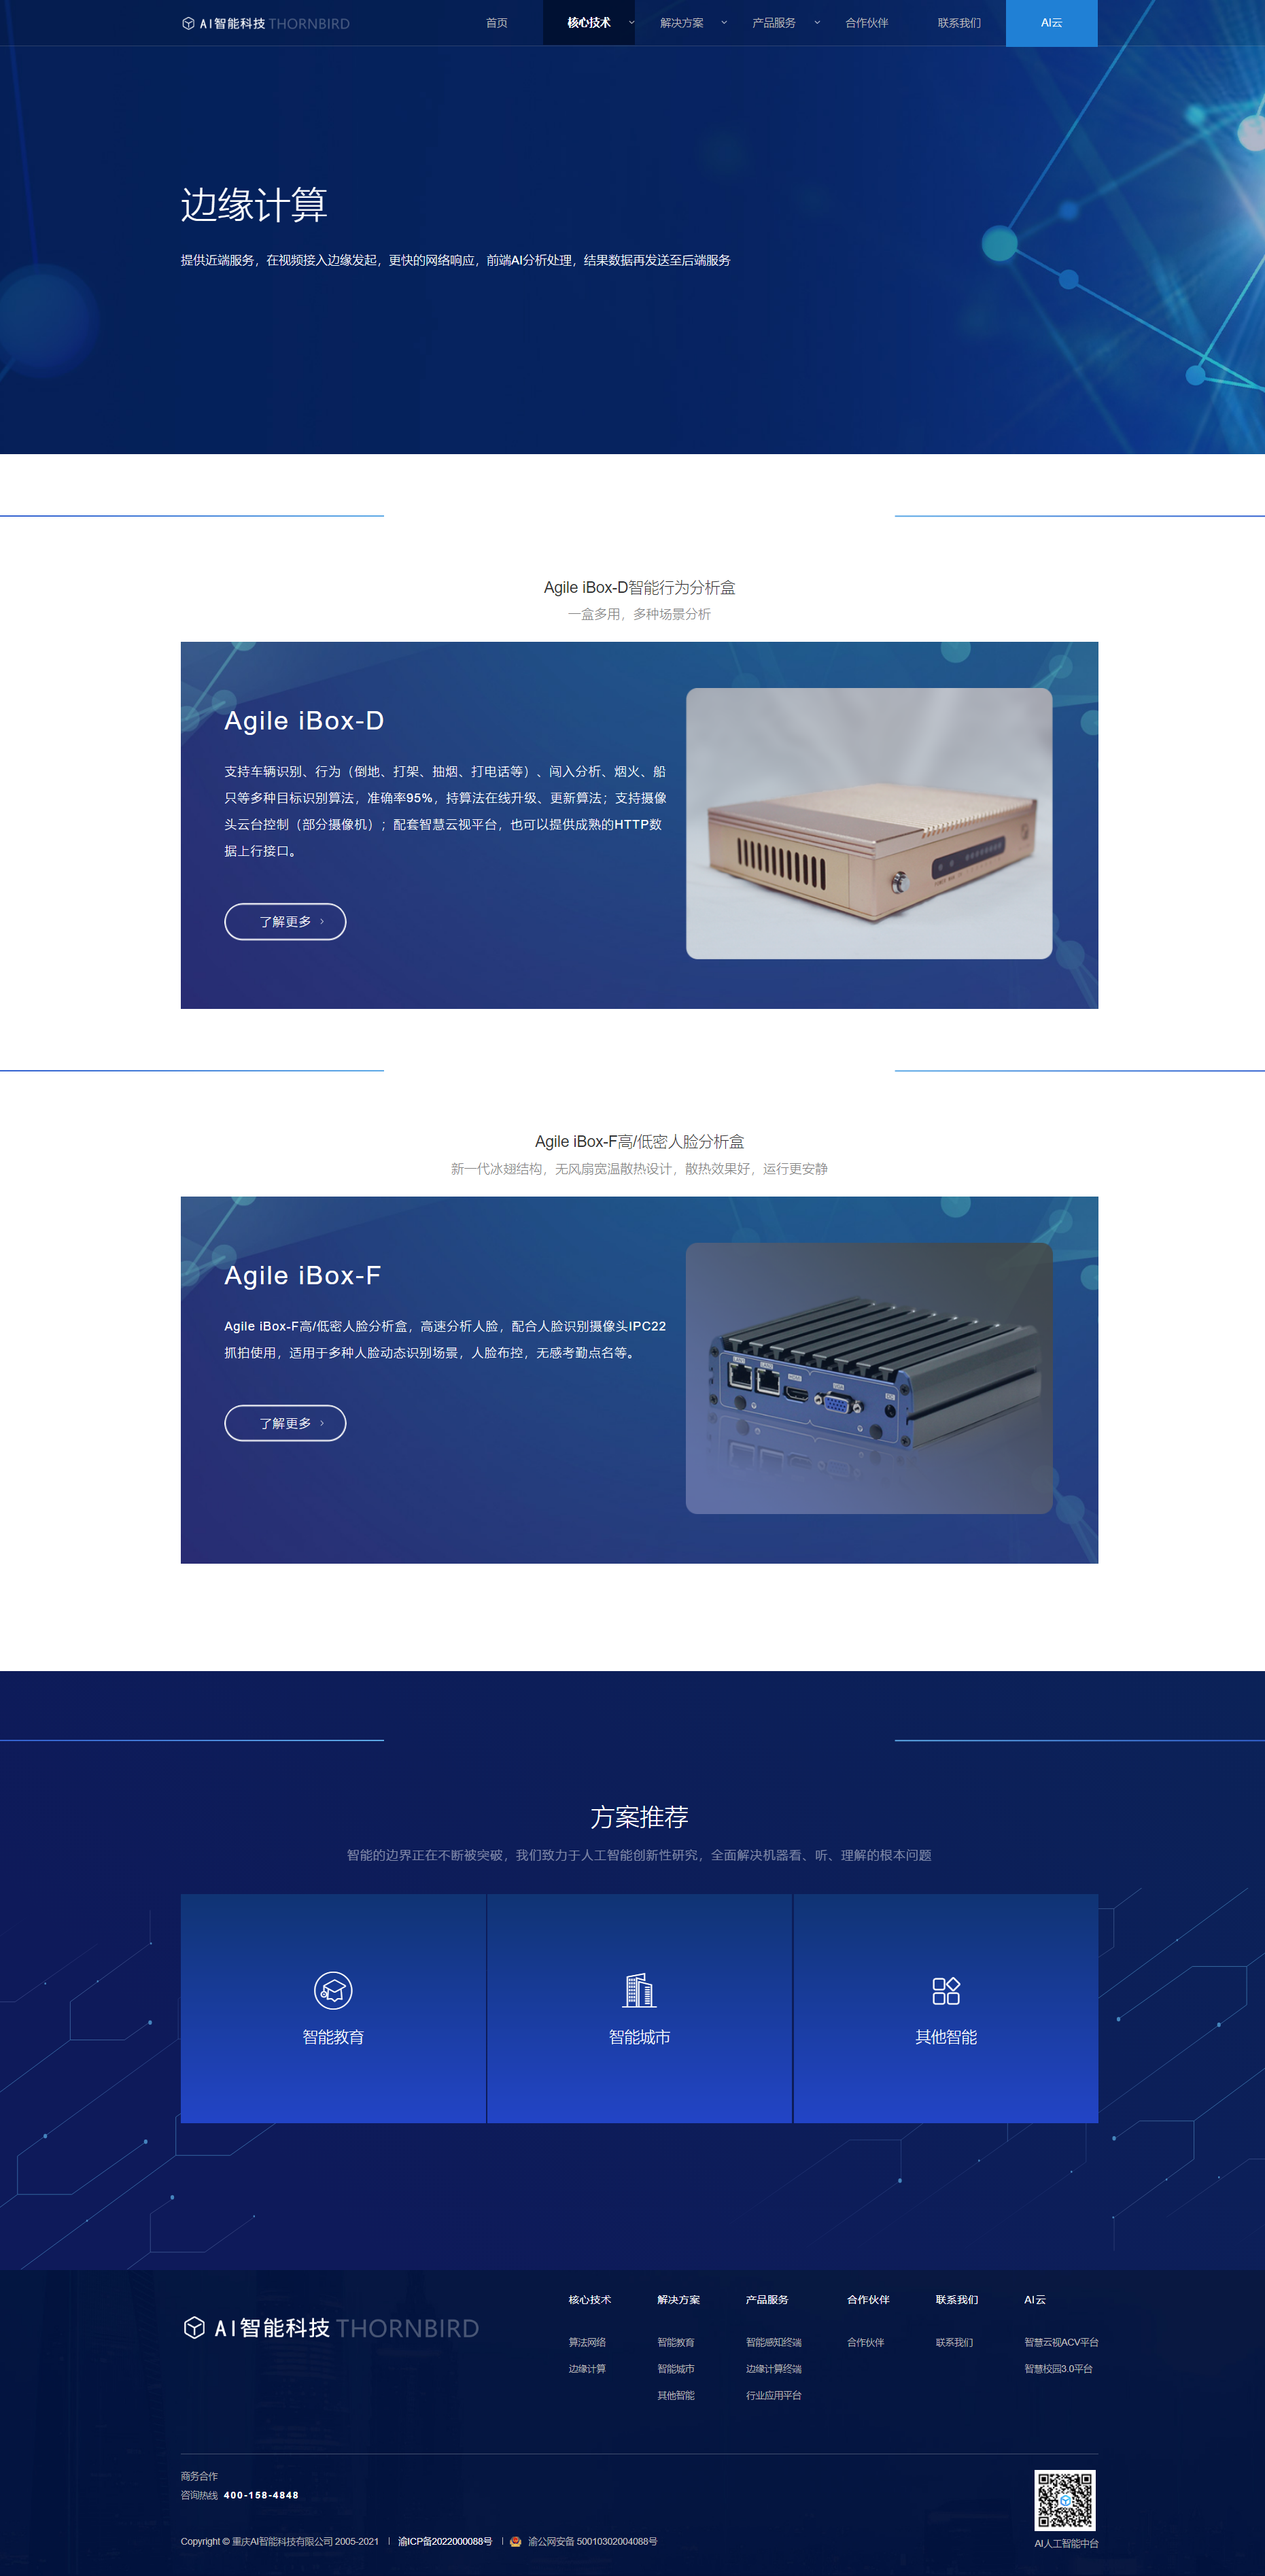 AI智能科技 THORNBIRD
首页 核心技术 解决方案 产品服务 合作伙伴 联系我们 AI云
边缘计算
提供近端服务，在视频接入边缘发起，更快的网络响应，前端AI分析处理，结果数据再发送至后端服务
Agile iBox-D智能行为分析盒
一盒多用，多种场景分析
Agile iBox-D
支持车辆识别、行为（倒地、打架、抽烟、打电话等）、闯入分析、烟火、船
只等多种目标识别算法，准确率95%，持算法在线升级、更新算法；支持摄像
头云台控制（部分摄像机）；配套智慧云视平台，也可以提供成熟的HTTP数
据上行接口。
了解更多
Agile iBox-F高/低密人脸分析盒
新一代冰翅结构，无风扇宽温散热设计，散热效果好，运行更安静
Agile iBox-F
Agile iBox-F高/低密人脸分析盒，高速分析人脸，配合人脸识别摄像头IPC22
抓拍使用，适用于多种人脸动态识别场景，人脸布控，无感考勤点名等。
了解更多
方案推荐
智能的边界正在不断被突破，我们致力于人工智能创新性研究，全面解决机器看、听、理解的根本问题
智能教育 智能城市 其他智能
AI智能科技 THORNBIRD
核心技术 解决方案 产品服务 合作伙伴 联系我们 AI云
算法网络 智能教育 智能感知终端 合作伙伴 联系我们 智慧云视ACV平台
边缘计算 智能城市 边缘计算终端 智慧校园3.0平台
其他智能 行业应用平台
商务合作
咨询热线 400-158-4848
Copyright © 重庆AI智能科技有限公司 2005-2021 | 渝ICP备2022000088号 | 渝公网安备 50010302004088号
AI人工智能中台